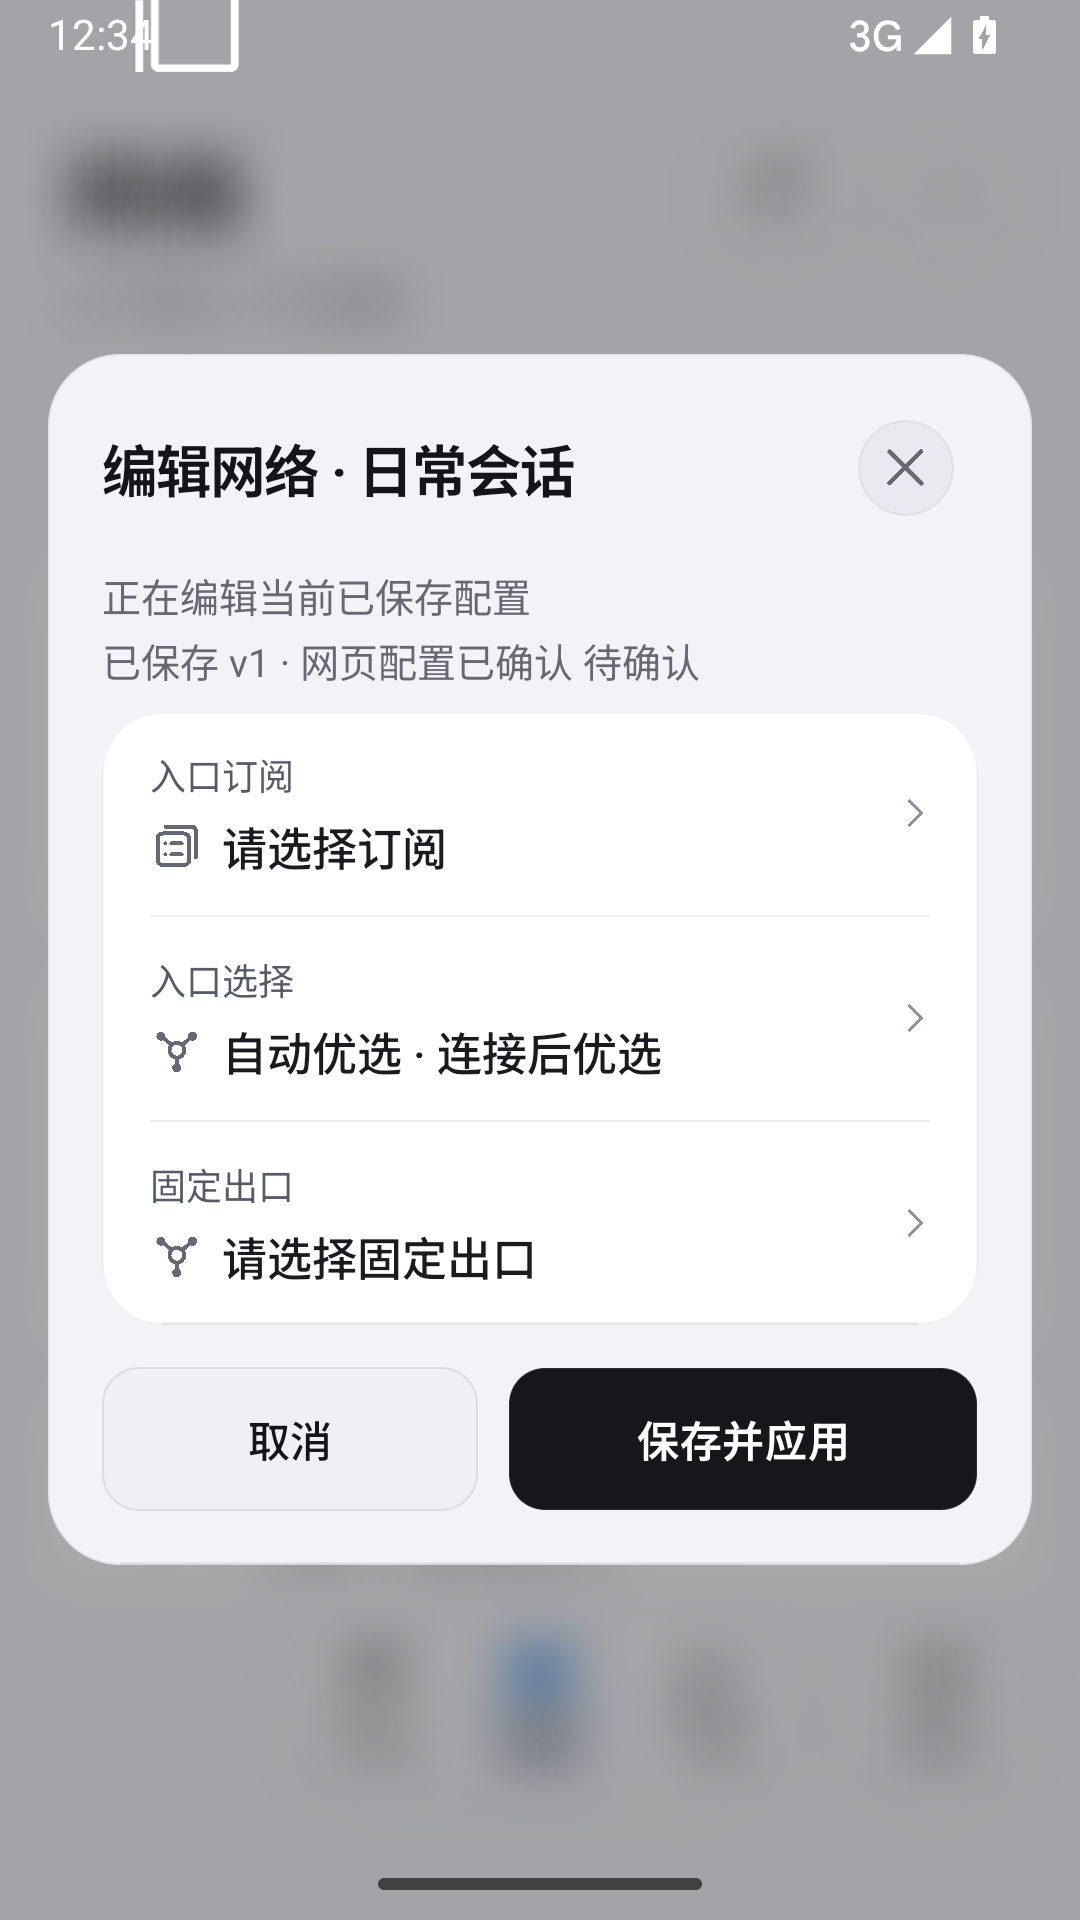 12:34
3G
编辑网络 · 日常会话
正在编辑当前已保存配置
已保存 v1 · 网页配置已确认 待确认
入口订阅
请选择订阅
入口选择
自动优选 · 连接后优选
固定出口
请选择固定出口
取消
保存并应用